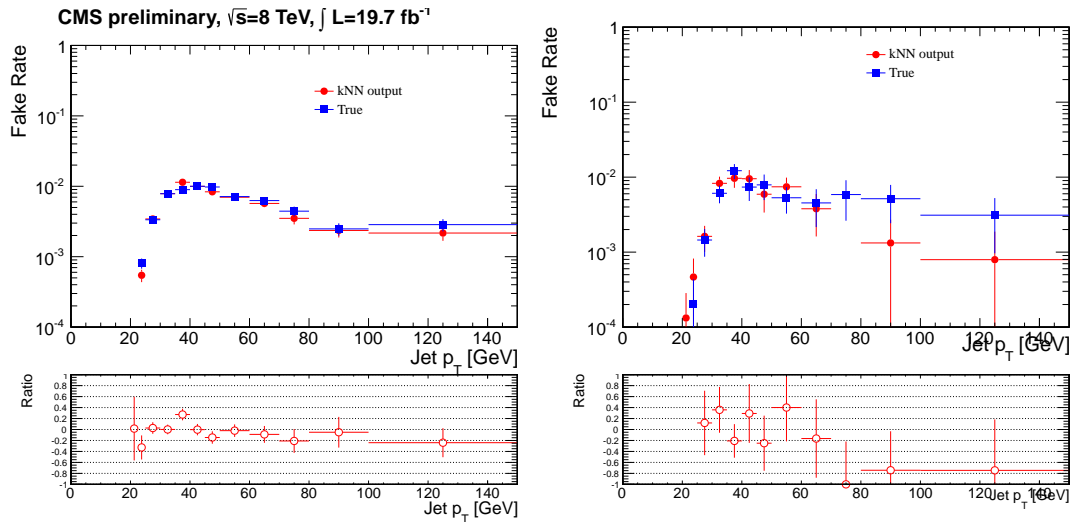 CMS preliminary, √s=8 TeV, ∫ L=19.7 fb⁻¹
Fake Rate
1
10⁻¹
10⁻²
10⁻³
10⁻⁴
kNN output
True
0 20 40 60 80 100 120 140
Jet p_T [GeV]
Ratio
1
0.8
0.6
0.4
0.2
0
-0.2
-0.4
-0.6
-0.8
-1
0 20 40 60 80 100 120 140
Jet p_T [GeV]
Fake Rate
1
10⁻¹
10⁻²
10⁻³
10⁻⁴
kNN output
True
0 20 40 60 80 100 120 140
Jet p_T [GeV]
Ratio
1
0.8
0.6
0.4
0.2
0
-0.2
-0.4
-0.6
-0.8
-1
0 20 40 60 80 100 120 140
Jet p_T [GeV]